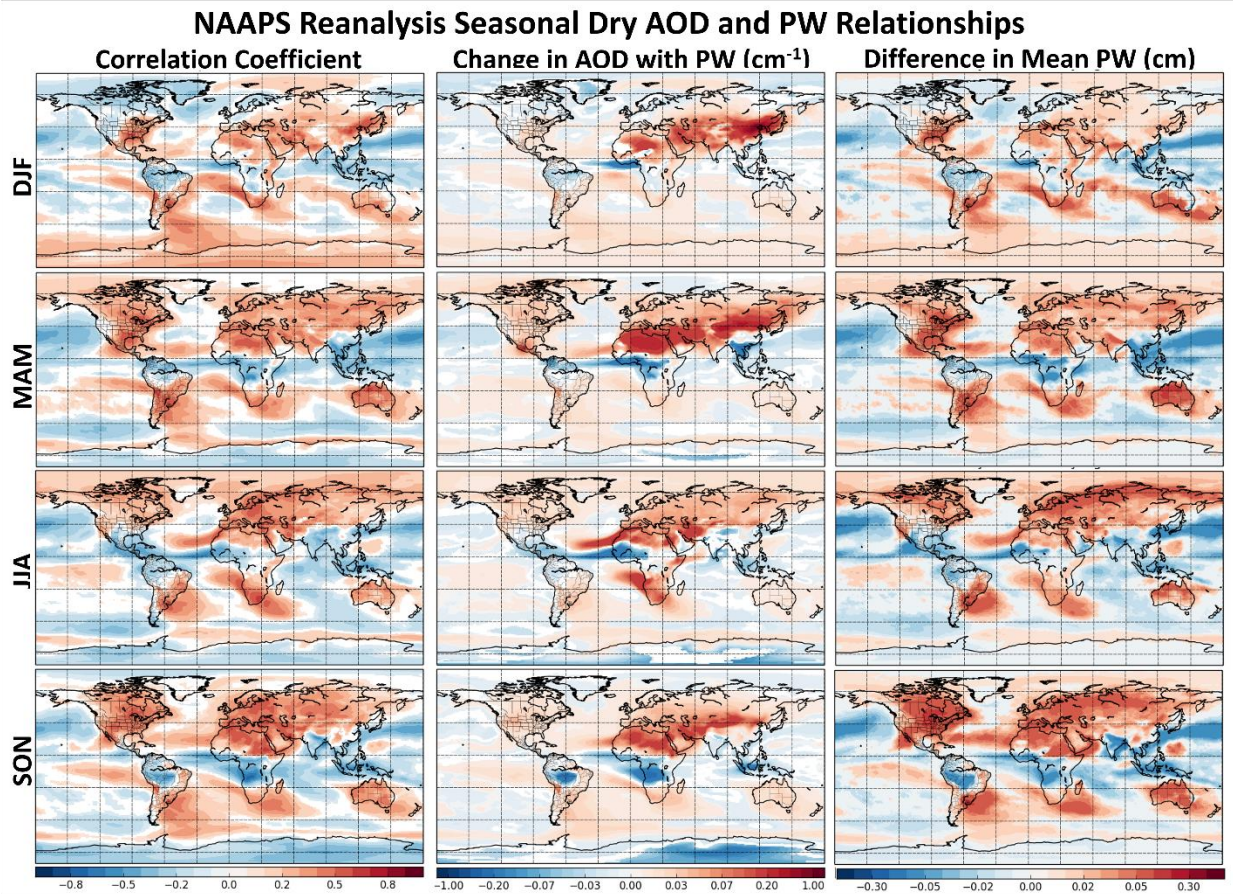 NAAPS Reanalysis Seasonal Dry AOD and PW Relationships
Correlation Coefficient
Change in AOD with PW (cm-1)
Difference in Mean PW (cm)
DJF
MAM
JJA
SON
-0.8 -0.5 -0.2 0.0 0.2 0.5 0.8
-1.00 -0.20 -0.07 -0.03 0.00 0.03 0.07 0.20 1.00
-0.30 -0.05 -0.02 0.00 0.02 0.05 0.30